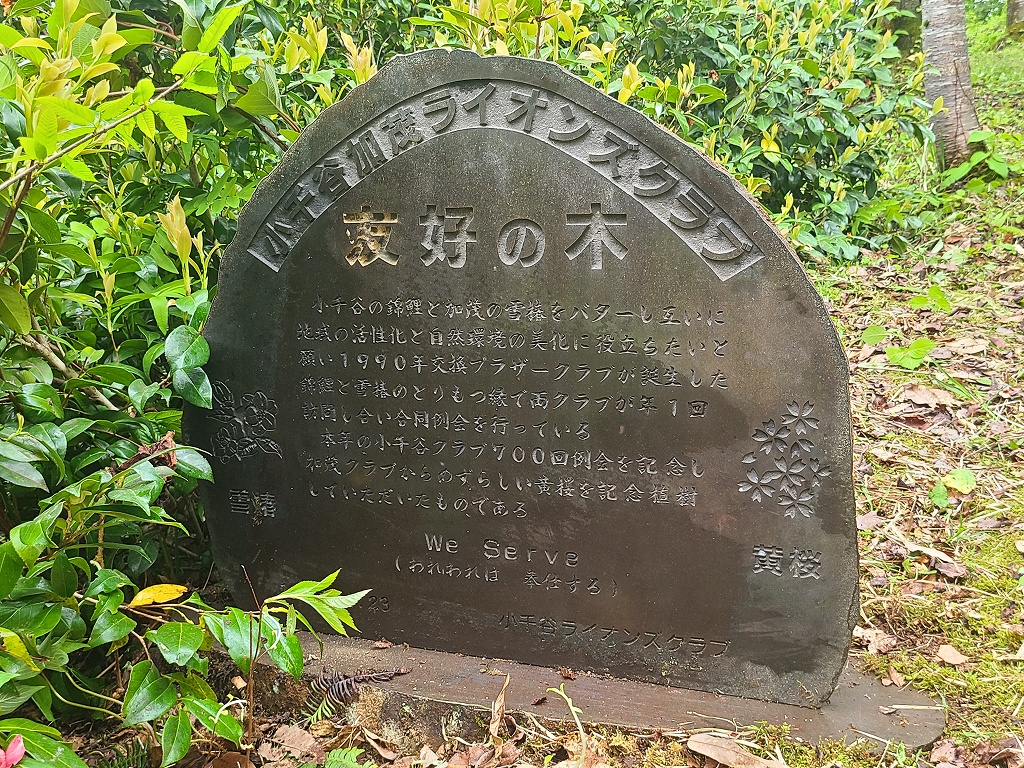 小千谷加茂ライオンズクラブ
友好の木
小千谷の錦鯉と加茂の雪椿をバターし互いに
地域の活性化と自然環境の美化に役立ちたいと
願い1990年交換ブラザークラブが誕生した
錦鯉と雪椿のとりもつ縁で両クラブが年1回
訪問し合い合同例会を行っている
本年の小千谷クラブ700回例会を記念し
加茂クラブからめずらしい黄桜を記念植樹
していただいたものである
雪椿
黄桜
We Serve
(われわれは 奉仕する)
23
小千谷ライオンズクラブ